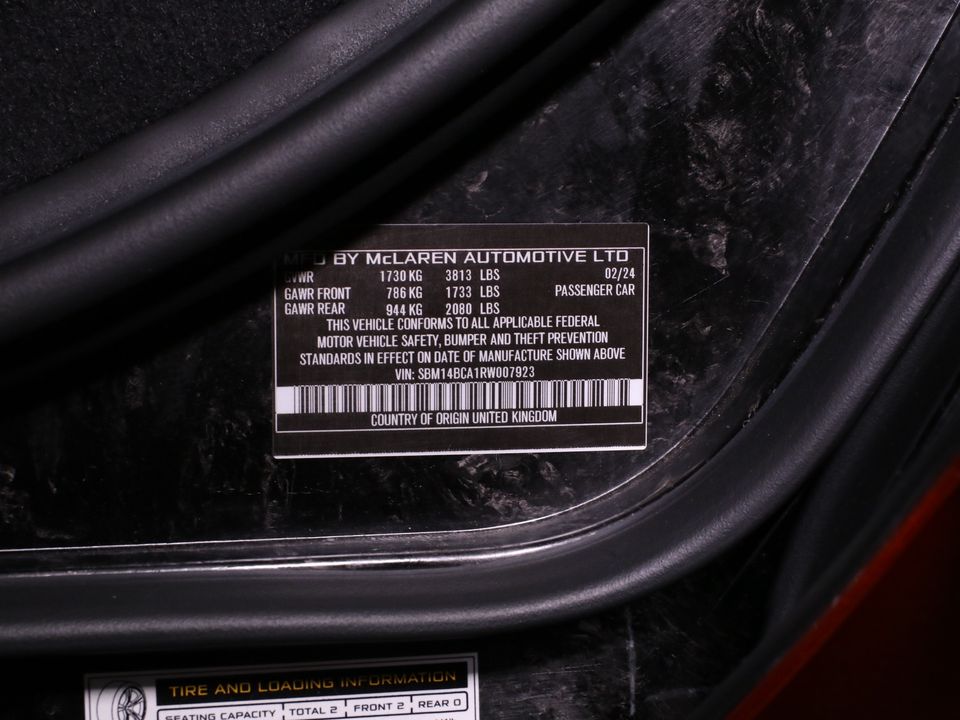 MFD BY McLAREN AUTOMOTIVE LTD
GVWR 1730 KG 3813 LBS 02/24
GAWR FRONT 786 KG 1733 LBS PASSENGER CAR
GAWR REAR 944 KG 2080 LBS
THIS VEHICLE CONFORMS TO ALL APPLICABLE FEDERAL
MOTOR VEHICLE SAFETY, BUMPER AND THEFT PREVENTION
STANDARDS IN EFFECT ON DATE OF MANUFACTURE SHOWN ABOVE
VIN: SBM14BCA1RW007923
COUNTRY OF ORIGIN UNITED KINGDOM
TIRE AND LOADING INFORMATION
SEATING CAPACITY TOTAL 2 FRONT 2 REAR 0